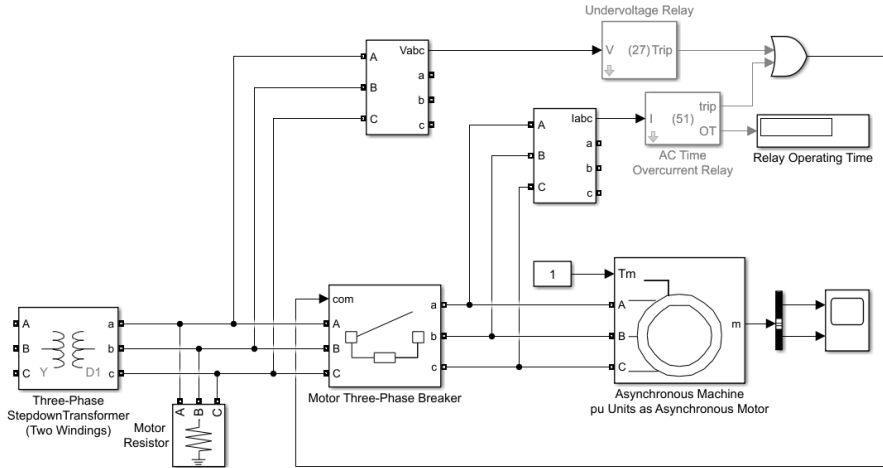 Undervoltage Relay
V (27) Trip
Vabc
A
a
B
b
C
c
Iabc
A
a
B
b
C
c
I (51) trip
OT
AC Time
Overcurrent Relay
Relay Operating Time
1
Tm
A
B
C
m
Asynchronous Machine
pu Units as Asynchronous Motor
com
A
a
B
b
C
c
Motor Three-Phase Breaker
A
a
B
b
C
c
Y D1
Three-Phase
StepdownTransformer
(Two Windings)
A B C
Motor
Resistor